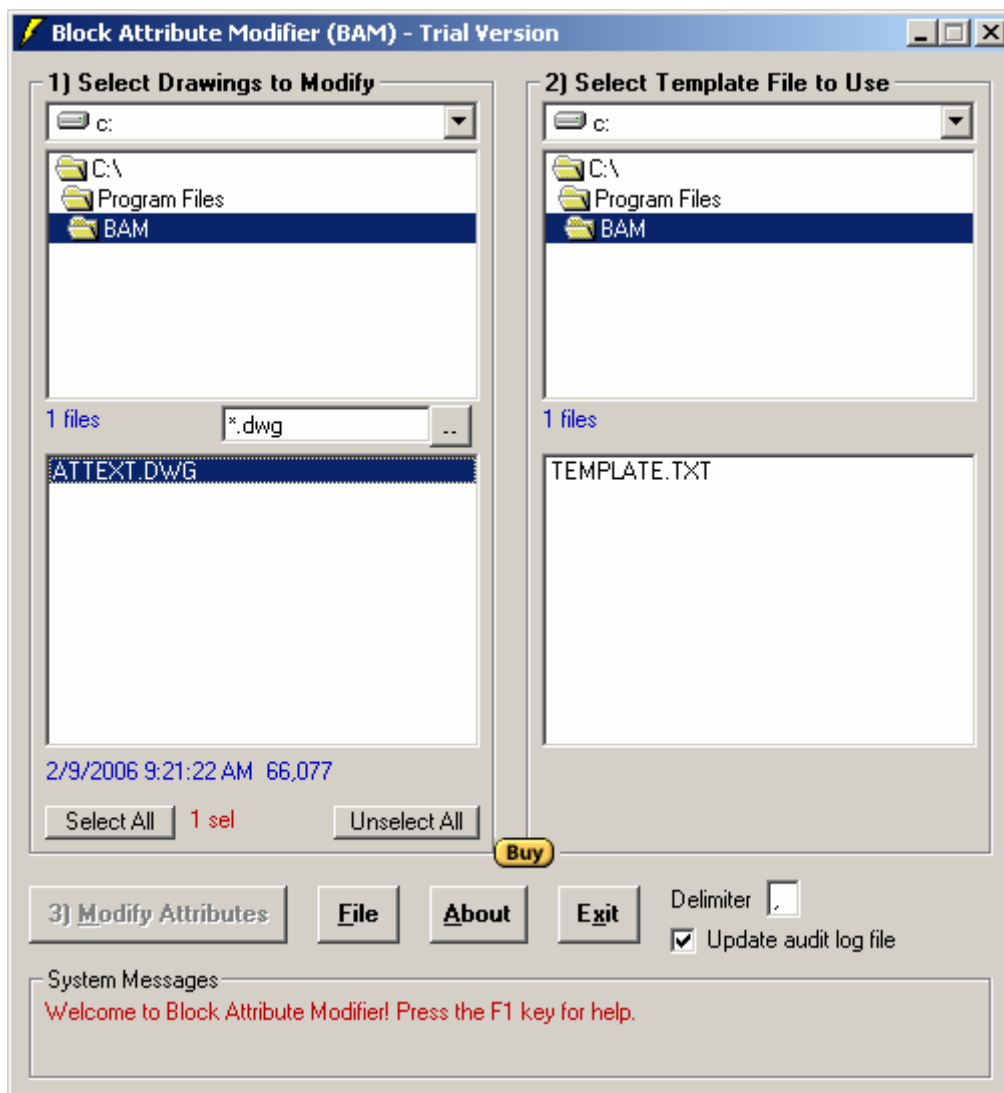 Block Attribute Modifier (BAM) - Trial Version
1) Select Drawings to Modify
c:
C:\
Program Files
BAM
1 files
*.dwg
..
ATTEXT.DWG
2/9/2006 9:21:22 AM 66,077
Select All
1 sel
Unselect All
2) Select Template File to Use
c:
C:\
Program Files
BAM
1 files
TEMPLATE.TXT
Buy
3) Modify Attributes
File
About
Exit
Delimiter ,
Update audit log file
System Messages
Welcome to Block Attribute Modifier! Press the F1 key for help.